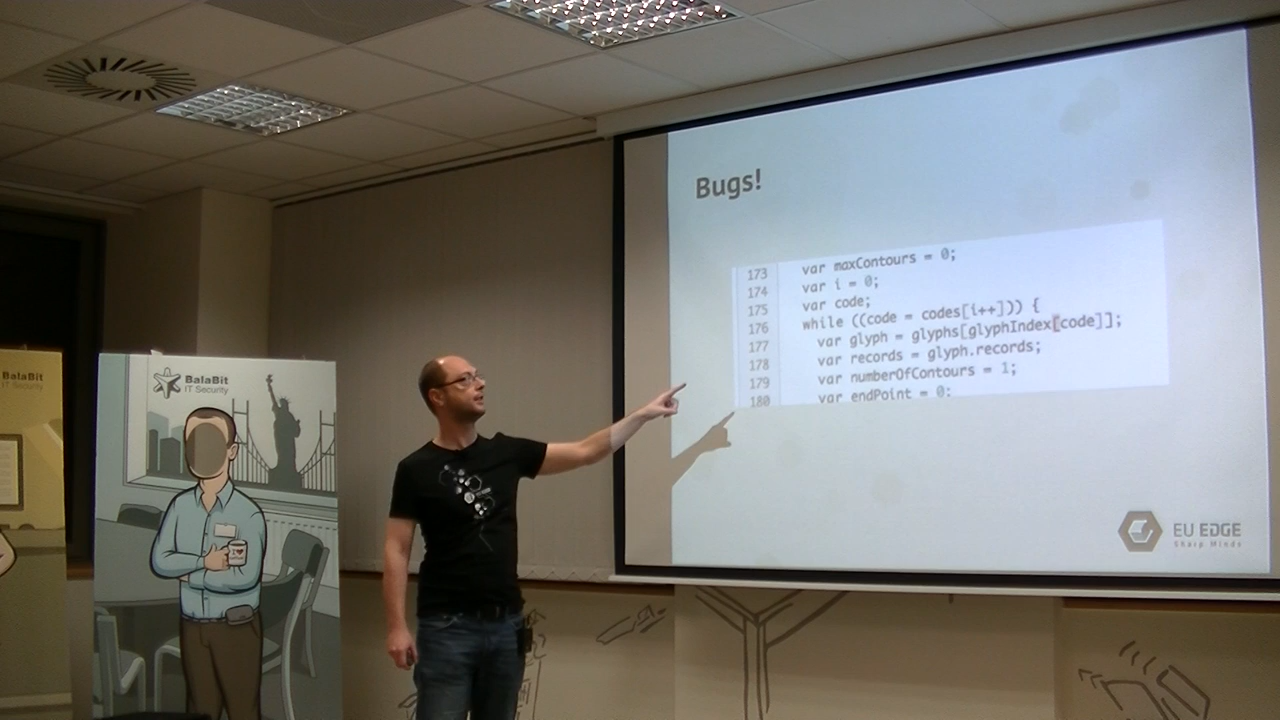 Bugs!
173 var maxContours = 0;
174 var i = 0;
175 var code;
176 while ((code = codes[i++])) {
177 var glyph = glyphs[glyphIndex[code]];
178 var records = glyph.records;
179 var numberOfContours = 1;
180 var endPoint = 0;
EU EDGE
Sharp Minds
BalaBit
BalaBit
IT Security